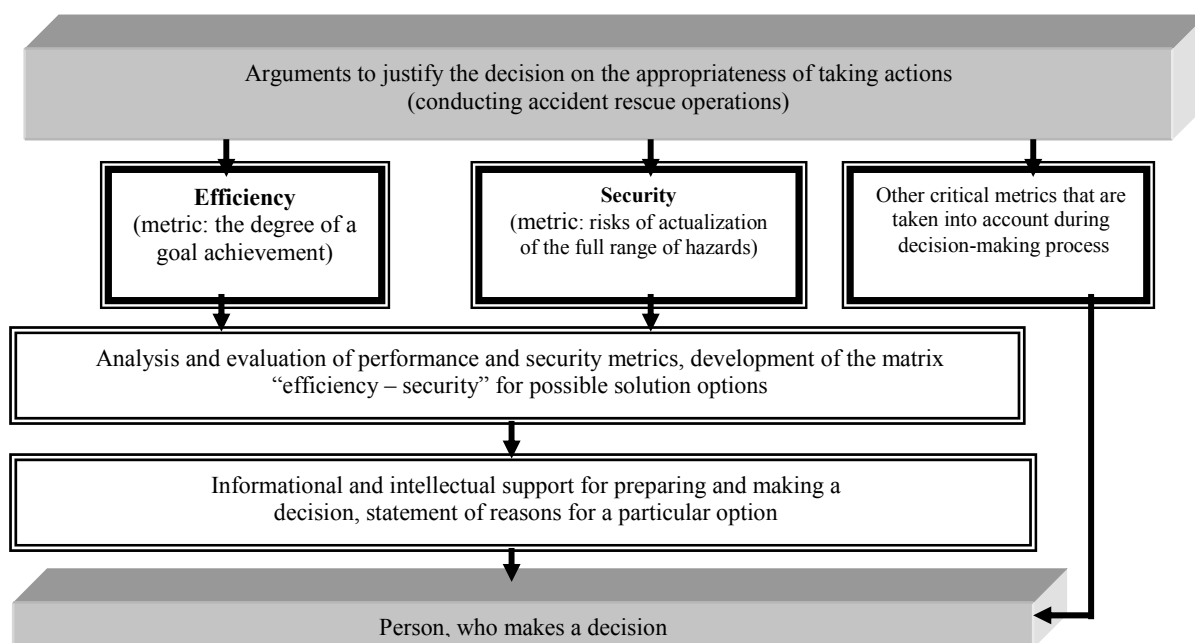 Arguments to justify the decision on the appropriateness of taking actions
(conducting accident rescue operations)
Efficiency
(metric: the degree of a
goal achievement)
Security
(metric: risks of actualization
of the full range of hazards)
Other critical metrics that are
taken into account during
decision-making process
Analysis and evaluation of performance and security metrics, development of the matrix
“efficiency – security” for possible solution options
Informational and intellectual support for preparing and making a
decision, statement of reasons for a particular option
Person, who makes a decision